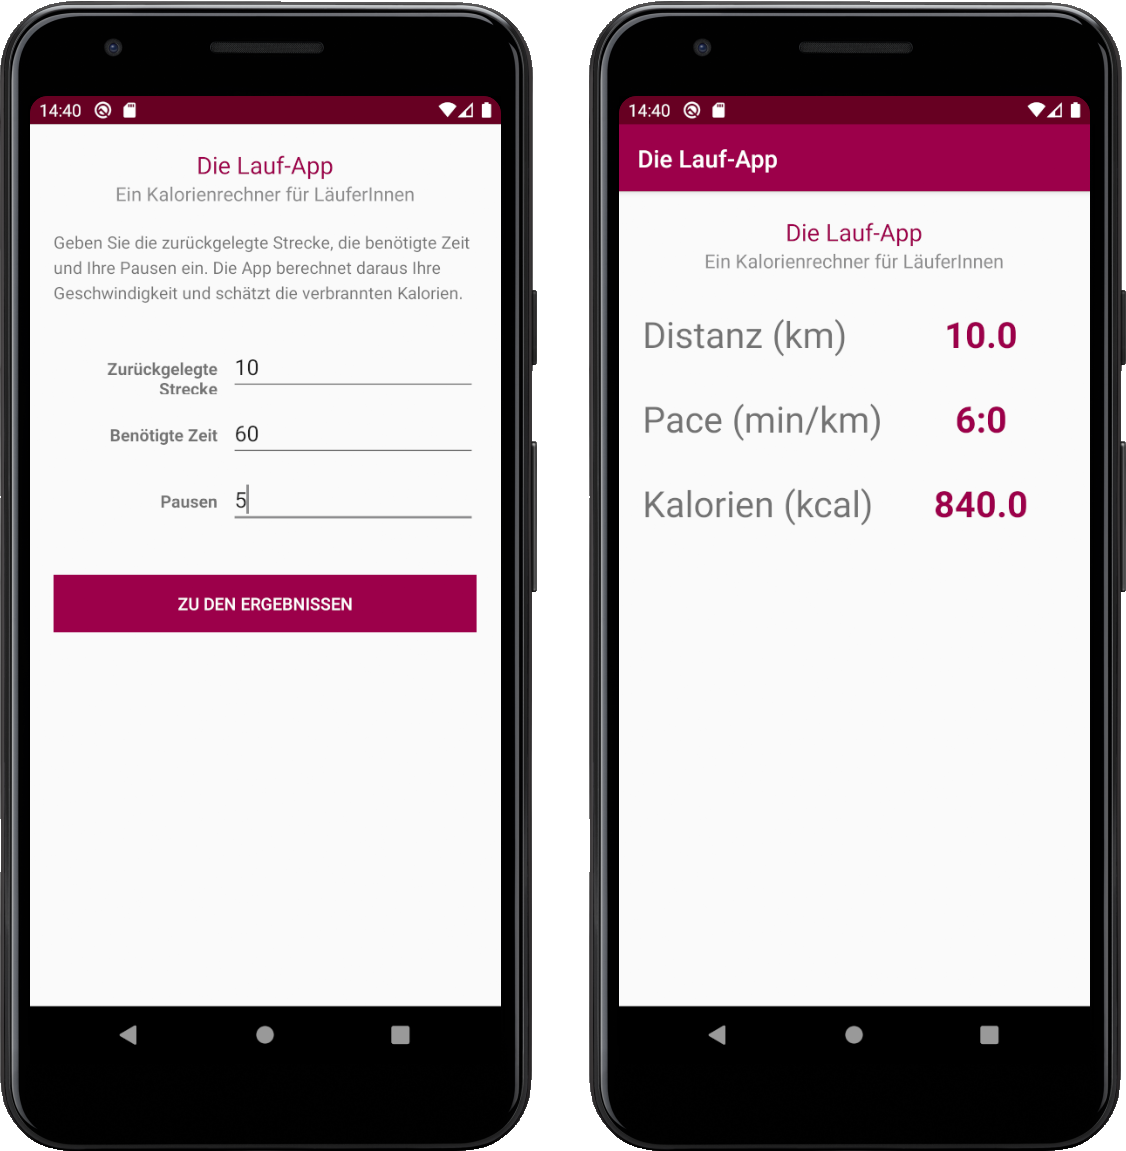 14:40
Die Lauf-App
Ein Kalorienrechner für LäuferInnen
Geben Sie die zurückgelegte Strecke, die benötigte Zeit
und Ihre Pausen ein. Die App berechnet daraus Ihre
Geschwindigkeit und schätzt die verbrannten Kalorien.
Zurückgelegte
Strecke
10
Benötigte Zeit
60
Pausen
5
ZU DEN ERGEBNISSEN
14:40
Die Lauf-App
Die Lauf-App
Ein Kalorienrechner für LäuferInnen
Distanz (km) 10.0
Pace (min/km) 6:0
Kalorien (kcal) 840.0